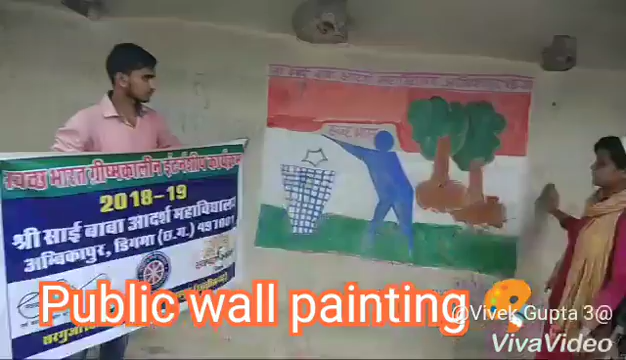 स्वच्छ भारत ग्रीष्मकालीन इंटर्नशीप कार्यक्रम
2018-19
श्री साई बाबा आदर्श महाविद्यालय
अम्बिकापुर, डिगमा (छ.ग.) 497001
स्वच्छ भारत
Public wall painting
@Vivek Gupta 3@
VivaVideo